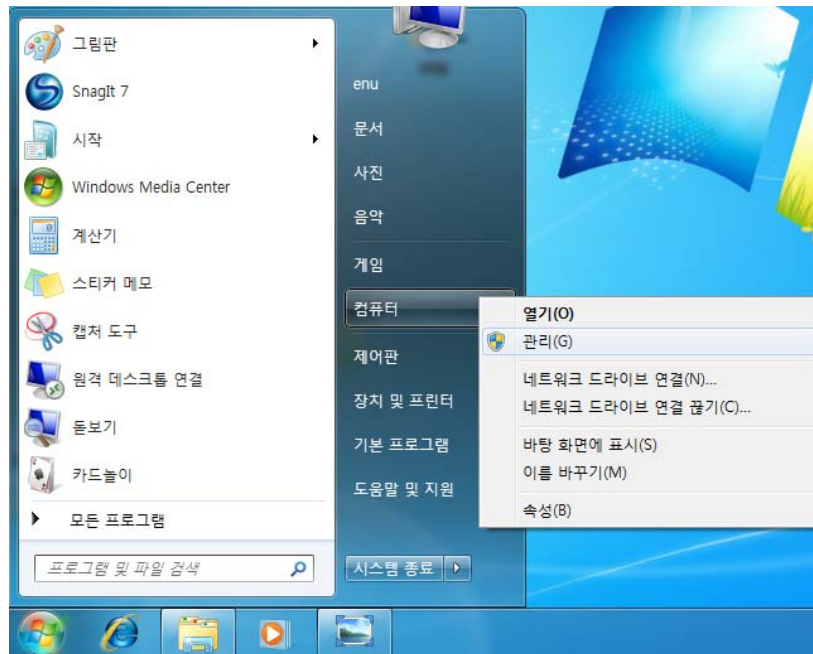 그림판
SnagIt 7
시작
Windows Media Center
계산기
스티커 메모
캡처 도구
원격 데스크톱 연결
돋보기
카드놀이
모든 프로그램
프로그램 및 파일 검색
enu
문서
사진
음악
게임
컴퓨터
제어판
장치 및 프린터
기본 프로그램
도움말 및 지원
시스템 종료
열기(O)
관리(G)
네트워크 드라이브 연결(N)...
네트워크 드라이브 연결 끊기(C)...
바탕 화면에 표시(S)
이름 바꾸기(M)
속성(B)